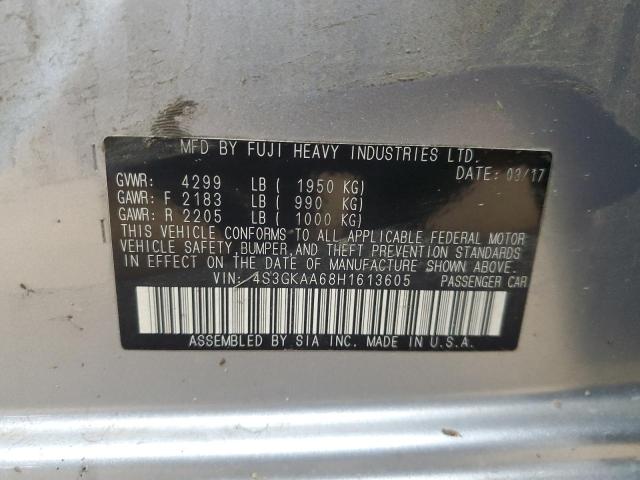 MFD BY FUJI HEAVY INDUSTRIES LTD.
DATE: 03/17
GVWR: 4299 LB ( 1950 KG)
GAWR: F 2183 LB ( 990 KG)
GAWR: R 2205 LB ( 1000 KG)
THIS VEHICLE CONFORMS TO ALL APPLICABLE FEDERAL MOTOR
VEHICLE SAFETY, BUMPER, AND THEFT PREVENTION STANDARDS
IN EFFECT ON THE DATE OF MANUFACTURE SHOWN ABOVE.
VIN: 4S3GKAA68H1613605 PASSENGER CAR
ASSEMBLED BY SIA INC. MADE IN U.S.A.